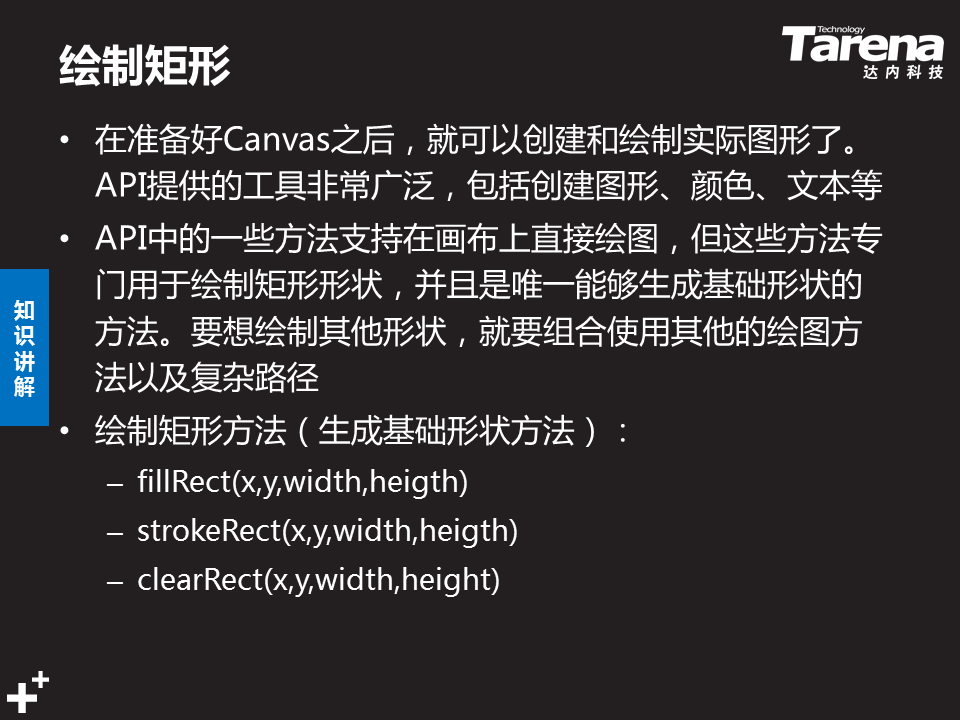 绘制矩形
Technology
Tarena
达内科技
• 在准备好Canvas之后，就可以创建和绘制实际图形了。
API提供的工具非常广泛，包括创建图形、颜色、文本等
• API中的一些方法支持在画布上直接绘图，但这些方法专
门用于绘制矩形形状，并且是唯一能够生成基础形状的
方法。要想绘制其他形状，就要组合使用其他的绘图方
法以及复杂路径
知识讲解
• 绘制矩形方法（生成基础形状方法）：
– fillRect(x,y,width,heigth)
– strokeRect(x,y,width,heigth)
– clearRect(x,y,width,height)